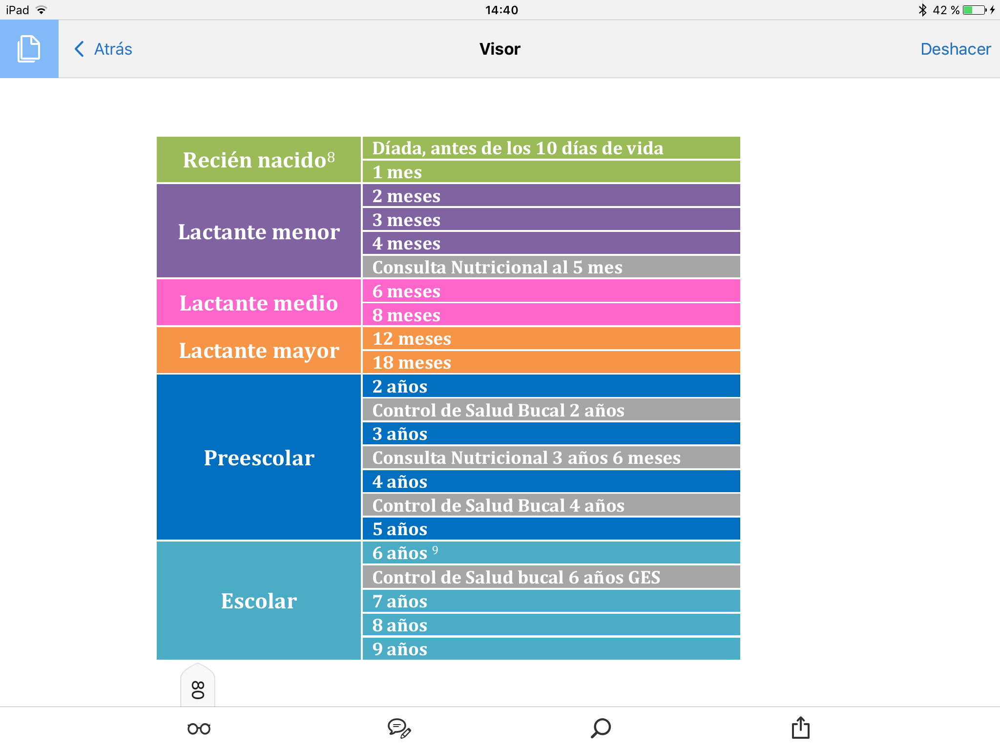 iPad 14:40 42 %
Atrás Visor Deshacer
Recién nacido8
Díada, antes de los 10 días de vida
1 mes
Lactante menor
2 meses
3 meses
4 meses
Consulta Nutricional al 5 mes
Lactante medio
6 meses
8 meses
Lactante mayor
12 meses
18 meses
Preescolar
2 años
Control de Salud Bucal 2 años
3 años
Consulta Nutricional 3 años 6 meses
4 años
Control de Salud Bucal 4 años
5 años
Escolar
6 años 9
Control de Salud bucal 6 años GES
7 años
8 años
9 años
80